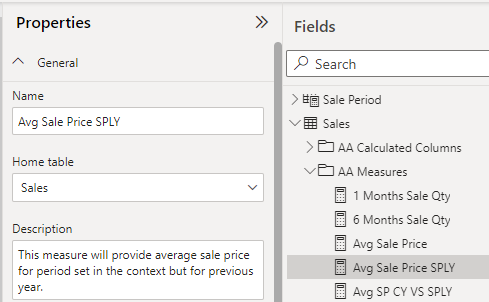 Properties
General
Name
Avg Sale Price SPLY
Home table
Sales
Description
This measure will provide average sale price
for period set in the context but for previous
year.
Fields
Search
Sale Period
Sales
AA Calculated Columns
AA Measures
1 Months Sale Qty
6 Months Sale Qty
Avg Sale Price
Avg Sale Price SPLY
Avg SP CY VS SPLY